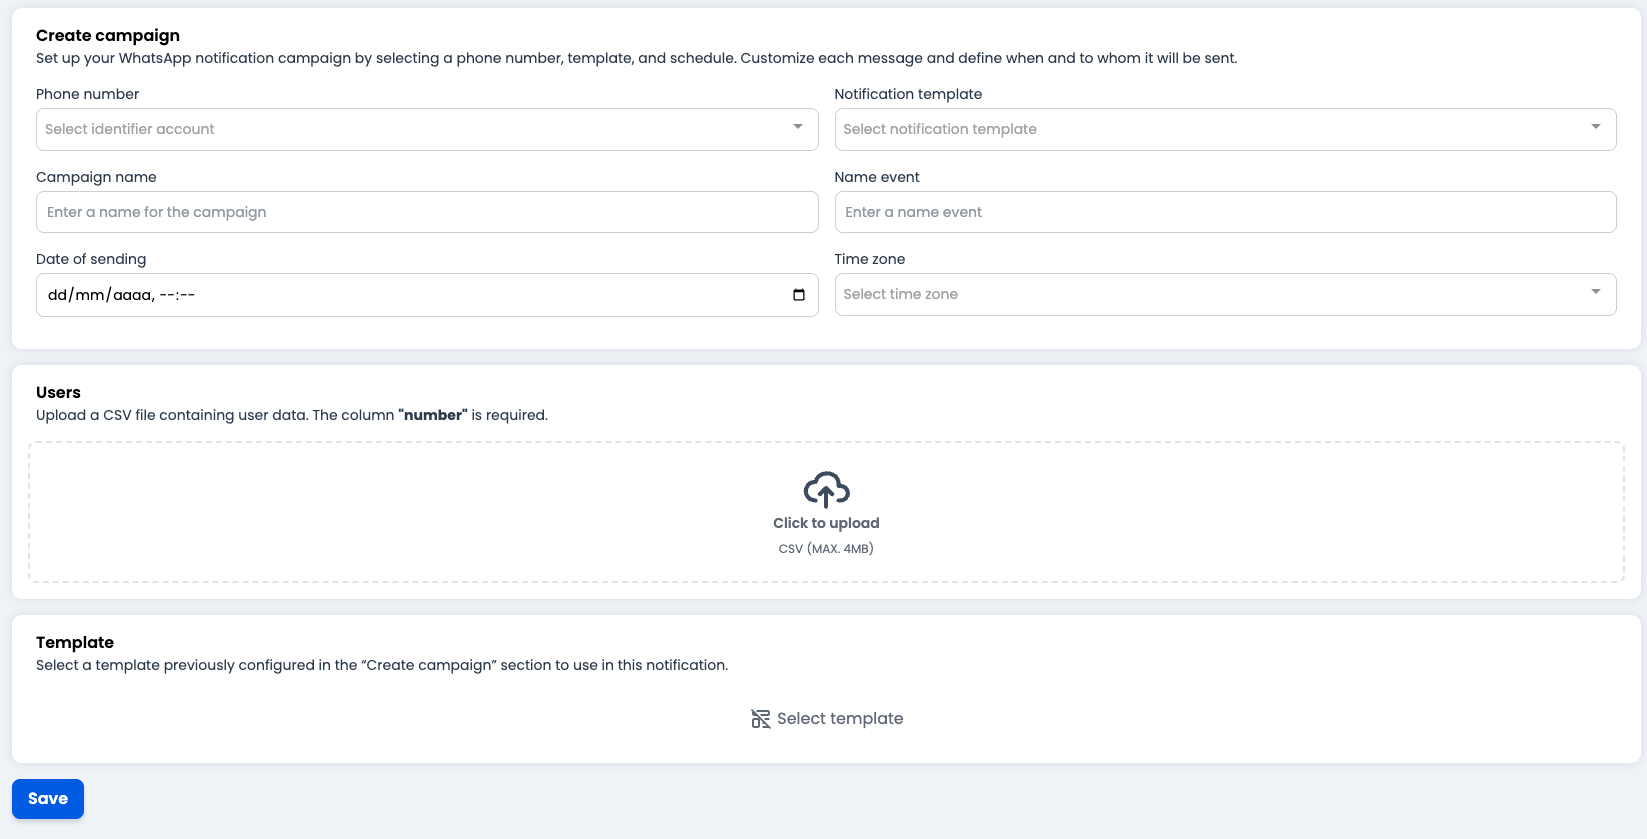 Create campaign
Set up your WhatsApp notification campaign by selecting a phone number, template, and schedule. Customize each message and define when and to whom it will be sent.
Phone number
Select identifier account
Notification template
Select notification template
Campaign name
Enter a name for the campaign
Name event
Enter a name event
Date of sending
dd/mm/aaaa, --:--
Time zone
Select time zone
Users
Upload a CSV file containing user data. The column "number" is required.
Click to upload
CSV (MAX. 4MB)
Template
Select a template previously configured in the “Create campaign” section to use in this notification.
Select template
Save